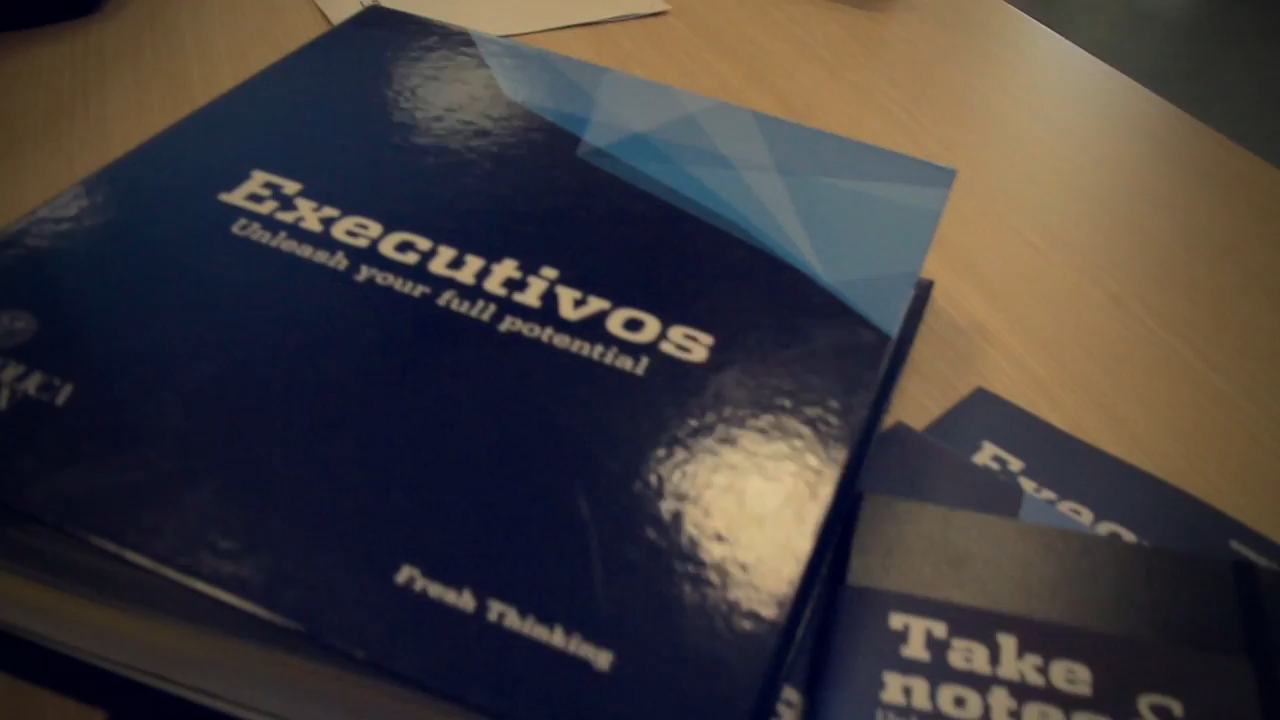 Executivos
Unleash your full potential
Fresh Thinking
Take
notes